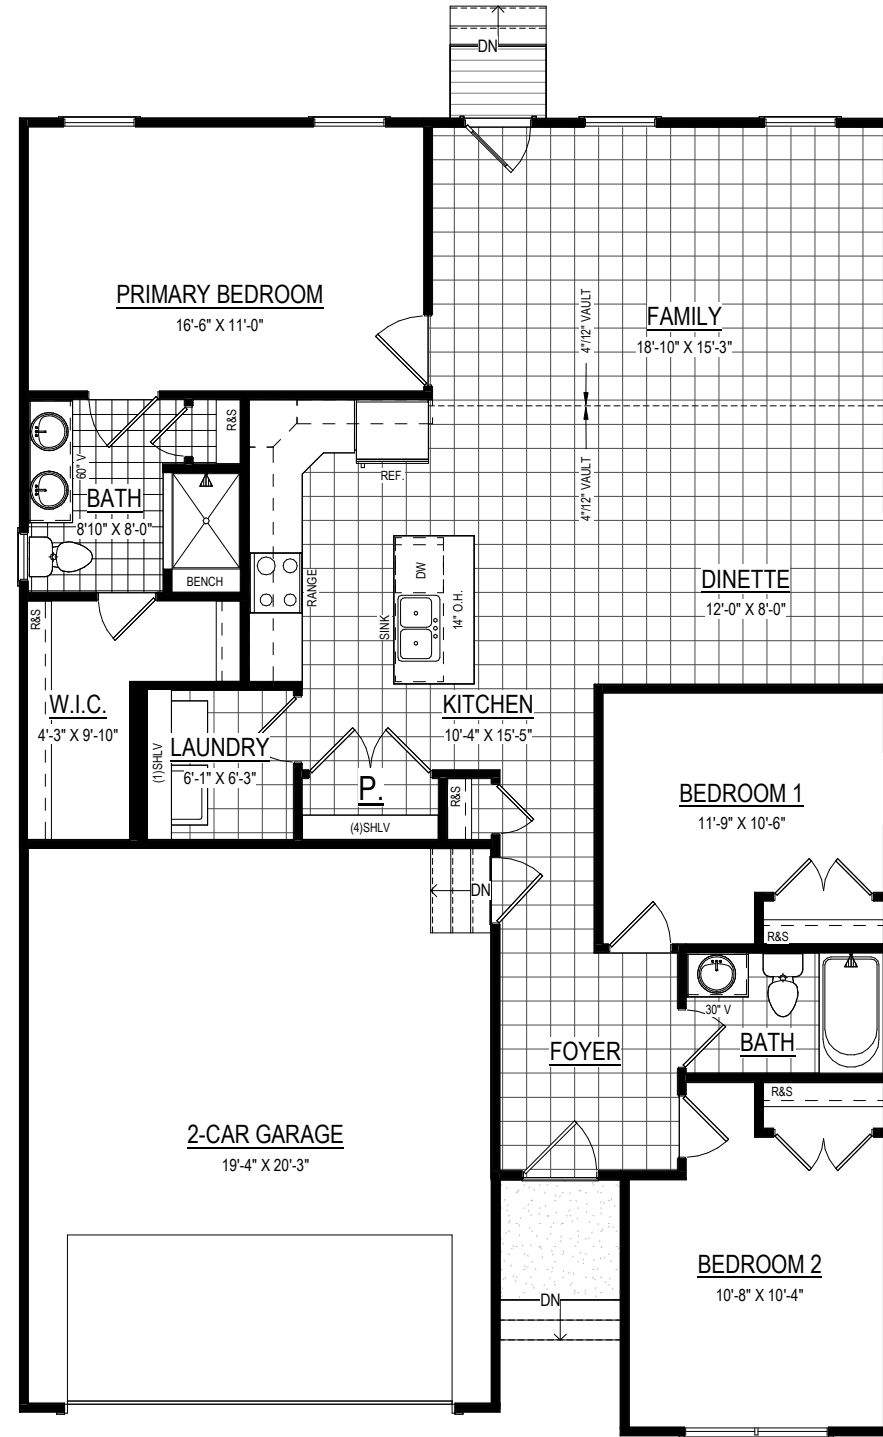 DN
PRIMARY BEDROOM
16'-6" X 11'-0"
FAMILY
18'-10" X 15'-3"
4"/12" VAULT
4"/12" VAULT
R&S
REF.
60" V
BATH
8'10" X 8'-0"
BENCH
RANGE
DW
SINK
14" O.H.
DINETTE
12'-0" X 8'-0"
R&S
W.I.C.
4'-3" X 9'-10"
(1)SHLV
LAUNDRY
6'-1" X 6'-3"
KITCHEN
10'-4" X 15'-5"
P.
(4)SHLV
R&S
BEDROOM 1
11'-9" X 10'-6"
R&S
DN
30" V
BATH
FOYER
R&S
2-CAR GARAGE
19'-4" X 20'-3"
BEDROOM 2
10'-8" X 10'-4"
DN